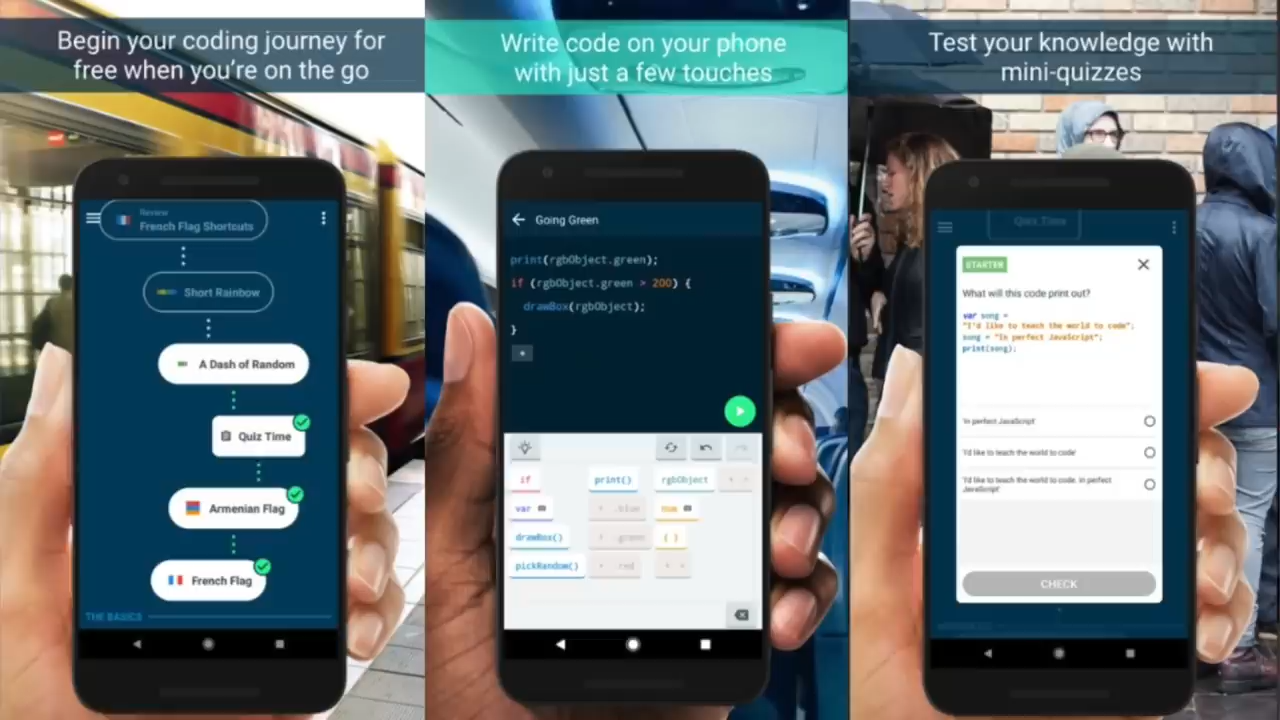 Begin your coding journey for
free when you're on the go
Review
French Flag Shortcuts
Short Rainbow
A Dash of Random
Quiz Time
Armenian Flag
French Flag
THE BASICS
Write code on your phone
with just a few touches
Going Green
print(rgbObject.green);
if (rgbObject.green > 200) {
drawBox(rgbObject);
}
+
if
print()
rgbObject
var
.blue
num
drawBox()
.green
( )
pickRandom()
.red
Test your knowledge with
mini-quizzes
Quiz Time
STARTER
What will this code print out?
var song =
"I'd like to teach the world to code";
song = "In perfect JavaScript";
print(song);
'In perfect JavaScript'
'I'd like to teach the world to code'
'I'd like to teach the world to code, in perfect
JavaScript'
CHECK